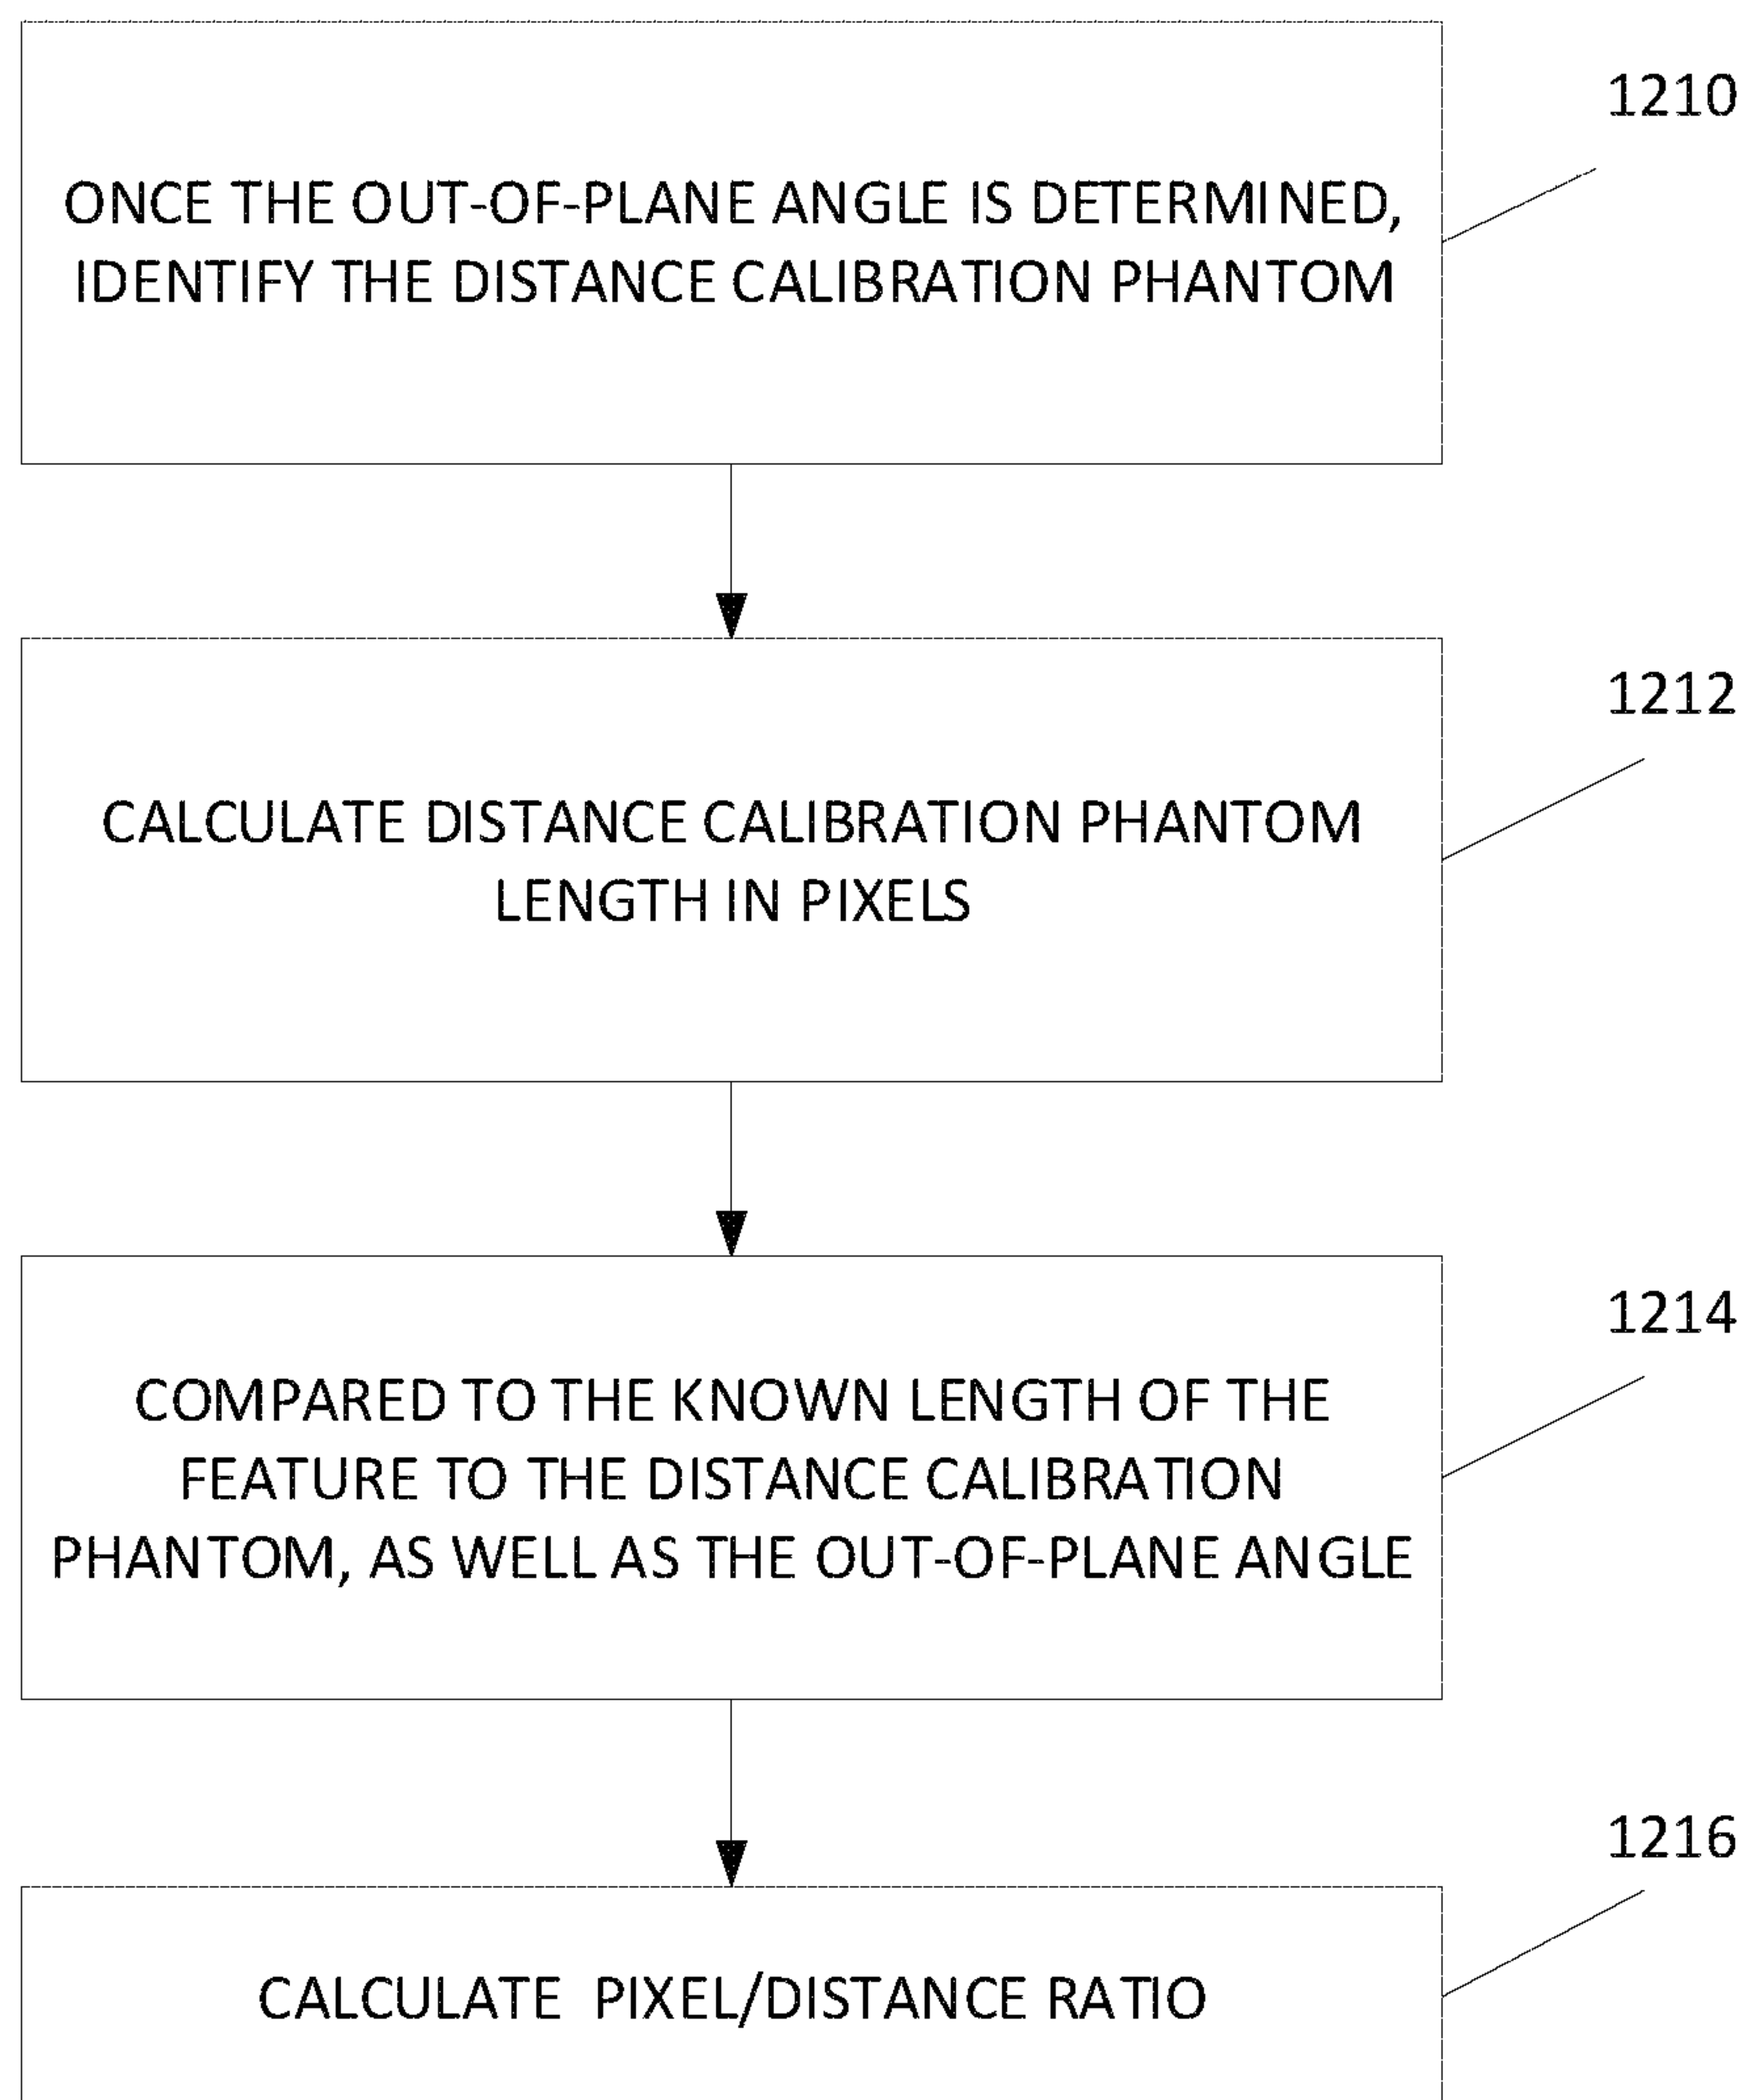 1210
ONCE THE OUT-OF-PLANE ANGLE IS DETERMINED,
IDENTIFY THE DISTANCE CALIBRATION PHANTOM
1212
CALCULATE DISTANCE CALIBRATION PHANTOM
LENGTH IN PIXELS
1214
COMPARED TO THE KNOWN LENGTH OF THE
FEATURE TO THE DISTANCE CALIBRATION
PHANTOM, AS WELL AS THE OUT-OF-PLANE ANGLE
1216
CALCULATE PIXEL/DISTANCE RATIO